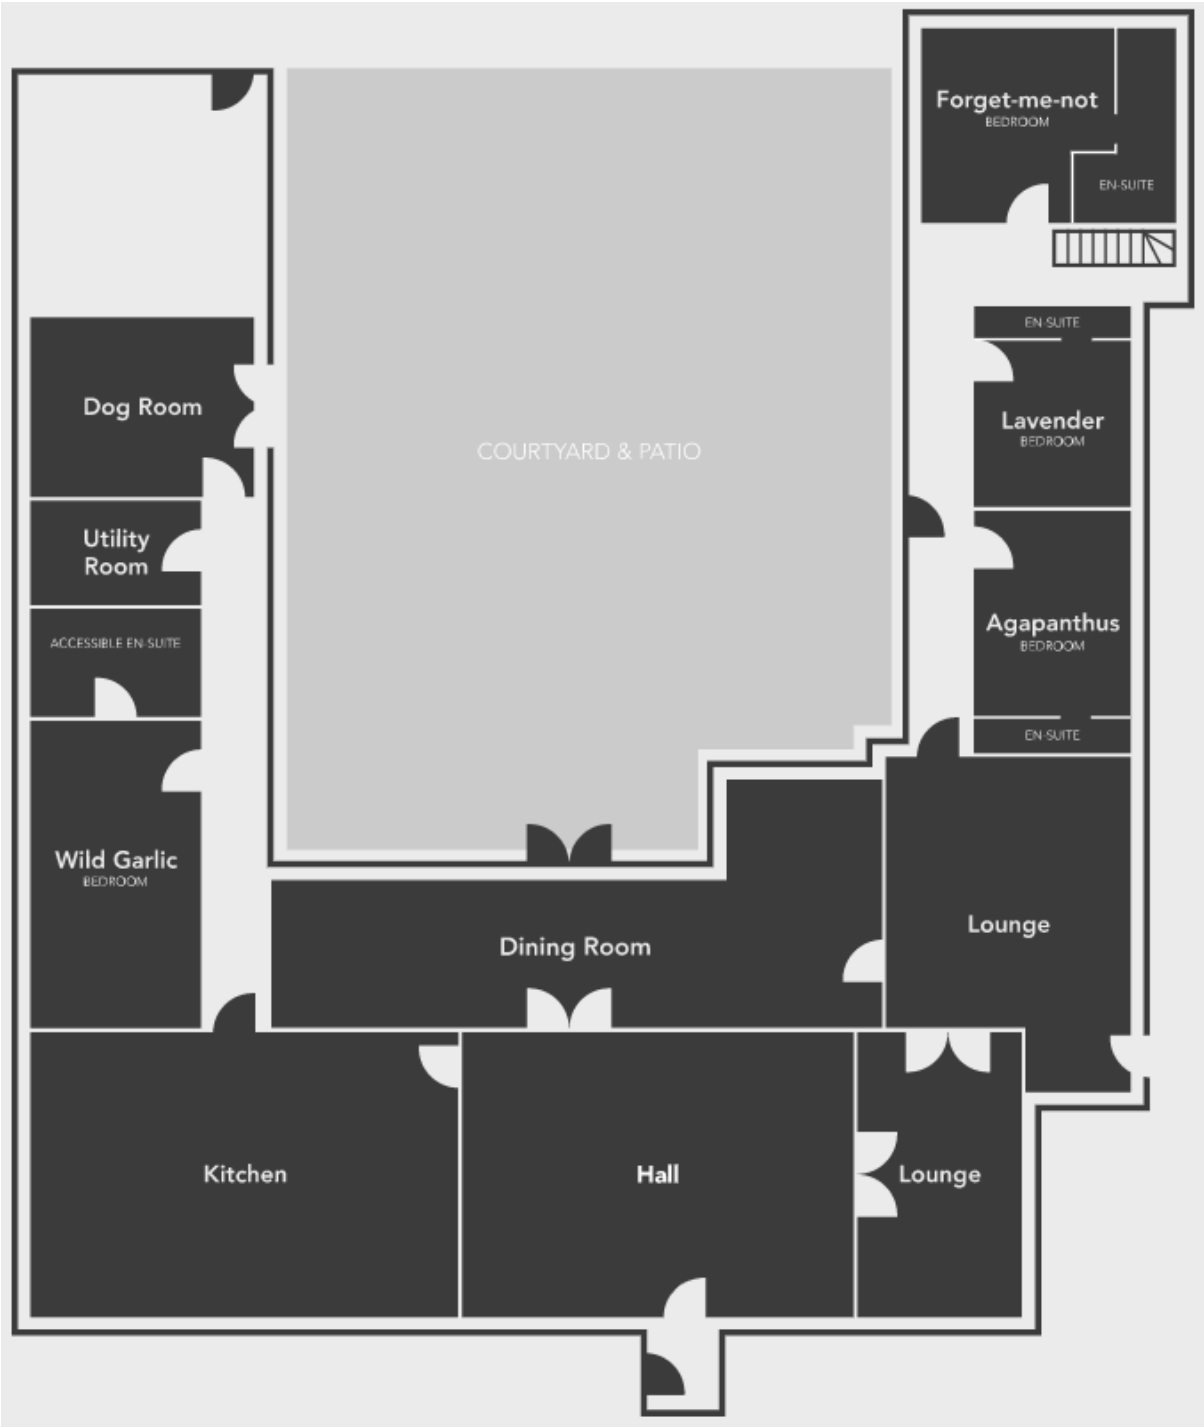 Forget-me-not
BEDROOM
EN-SUITE
EN-SUITE
Lavender
BEDROOM
Dog Room
COURTYARD & PATIO
Utility
Room
ACCESSIBLE EN-SUITE
Agapanthus
BEDROOM
EN-SUITE
Wild Garlic
BEDROOM
Dining Room
Lounge
Kitchen
Hall
Lounge